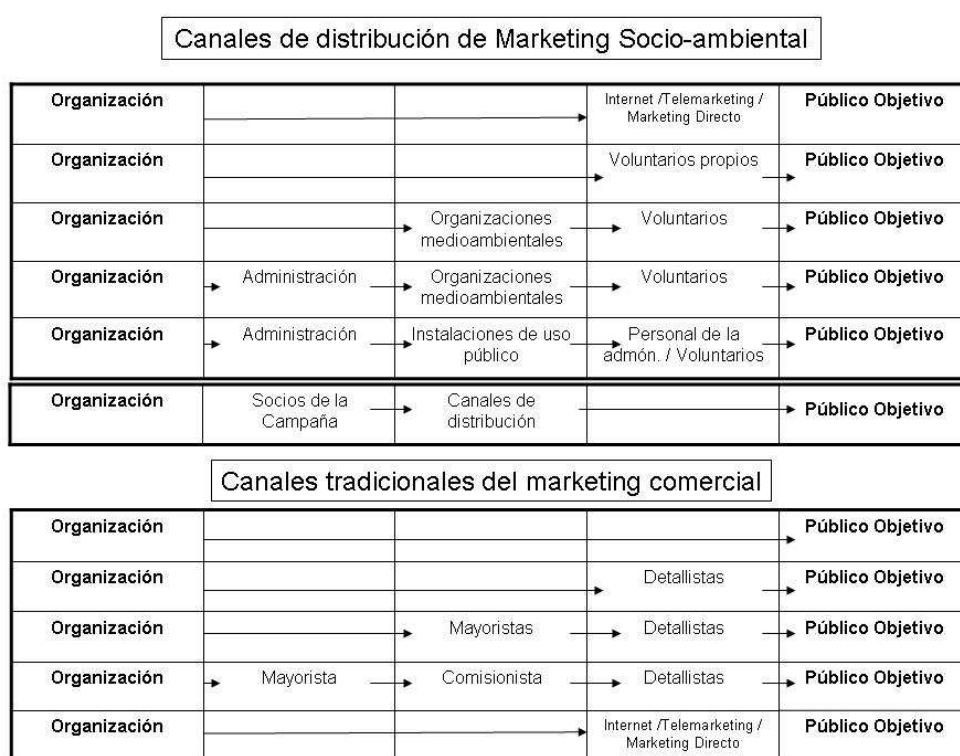 Canales de distribución de Marketing Socio-ambiental
Organización Internet /Telemarketing / Marketing Directo Público Objetivo
Organización Voluntarios propios Público Objetivo
Organización Organizaciones medioambientales Voluntarios Público Objetivo
Organización Administración Organizaciones medioambientales Voluntarios Público Objetivo
Organización Administración Instalaciones de uso público Personal de la admón. / Voluntarios Público Objetivo
Organización Socios de la Campaña Canales de distribución Público Objetivo
Canales tradicionales del marketing comercial
Organización Público Objetivo
Organización Detallistas Público Objetivo
Organización Mayoristas Detallistas Público Objetivo
Organización Mayorista Comisionista Detallistas Público Objetivo
Organización Internet /Telemarketing / Marketing Directo Público Objetivo